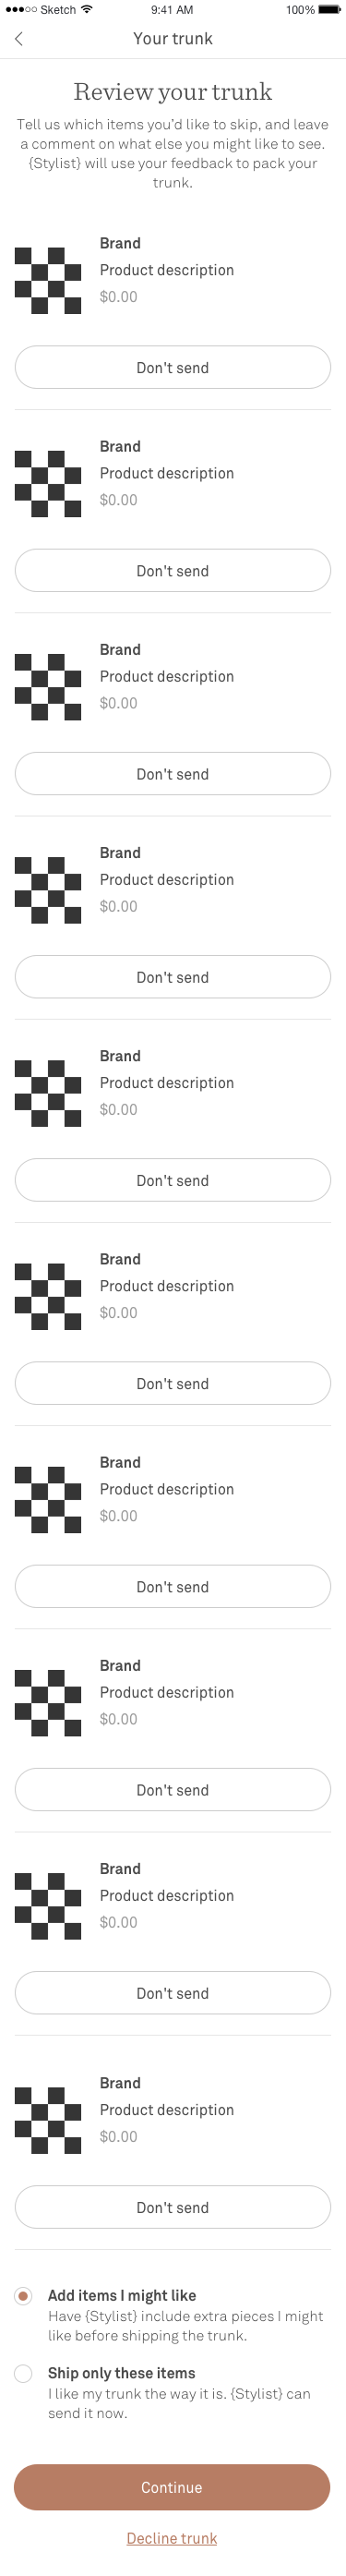 ●●●○○ Sketch 9:41 AM 100%
Your trunk
Review your trunk
Tell us which items you’d like to skip, and leave
a comment on what else you might like to see.
{Stylist} will use your feedback to pack your
trunk.
Brand
Product description
$0.00
Don't send
Brand
Product description
$0.00
Don't send
Brand
Product description
$0.00
Don't send
Brand
Product description
$0.00
Don't send
Brand
Product description
$0.00
Don't send
Brand
Product description
$0.00
Don't send
Brand
Product description
$0.00
Don't send
Brand
Product description
$0.00
Don't send
Brand
Product description
$0.00
Don't send
Brand
Product description
$0.00
Don't send
Add items I might like
Have {Stylist} include extra pieces I might
like before shipping the trunk.
Ship only these items
I like my trunk the way it is. {Stylist} can
send it now.
Continue
Decline trunk